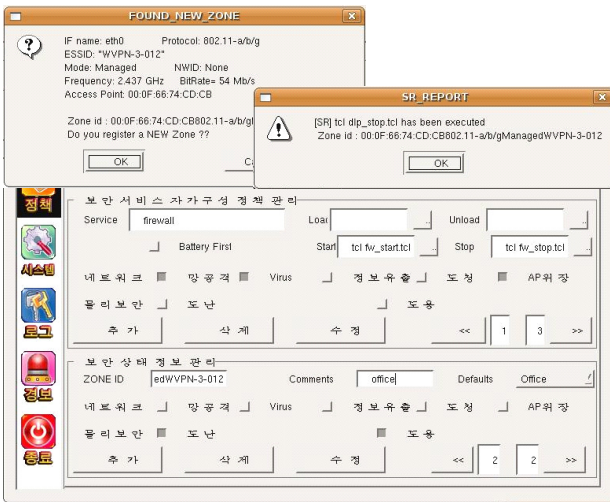 FOUND_NEW_ZONE
IF name: eth0 Protocol: 802.11-a/b/g
ESSID: "WVPN-3-012"
Mode: Managed NWID: None
Frequency: 2.437 GHz BitRate= 54 Mb/s
Access Point: 00:0F:66:74:CD:CB
Zone id : 00:0F:66:74:CD:CB802.11-a/b/g
Do you register a NEW Zone ??
OK
SR_REPORT
[SR] tcl dlp_stop.tcl has been executed
Zone id : 00:0F:66:74:CD:CB802.11-a/b/gManagedWVPN-3-012
OK
정책
시스템
로그
경보
종료
보안서비스 자가구성 정책 관리
Service firewall Load .. Unload ..
Battery First Start tcl fw_start.tcl .. Stop tcl fw_stop.tcl ..
네트워크 망공격 Virus 정보유출 도청 AP위장
물리보안 도난 도용
추가 삭제 수정 << 1 3 >>
보안상태 정보 관리
ZONE ID edWVPN-3-012 Comments office Defaults Office
네트워크 망공격 Virus 정보유출 도청 AP위장
물리보안 도난 도용
추가 삭제 수정 << 2 2 >>